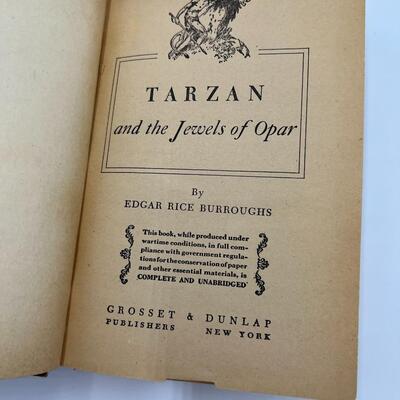 TARZAN
and the Jewels of Opar
By
EDGAR RICE BURROUGHS
This book, while produced under
wartime conditions, in full com-
pliance with government regula-
tions for the conservation of paper
and other essential materials, is
COMPLETE AND UNABRIDGED
GROSSET & DUNLAP
PUBLISHERS NEW YORK